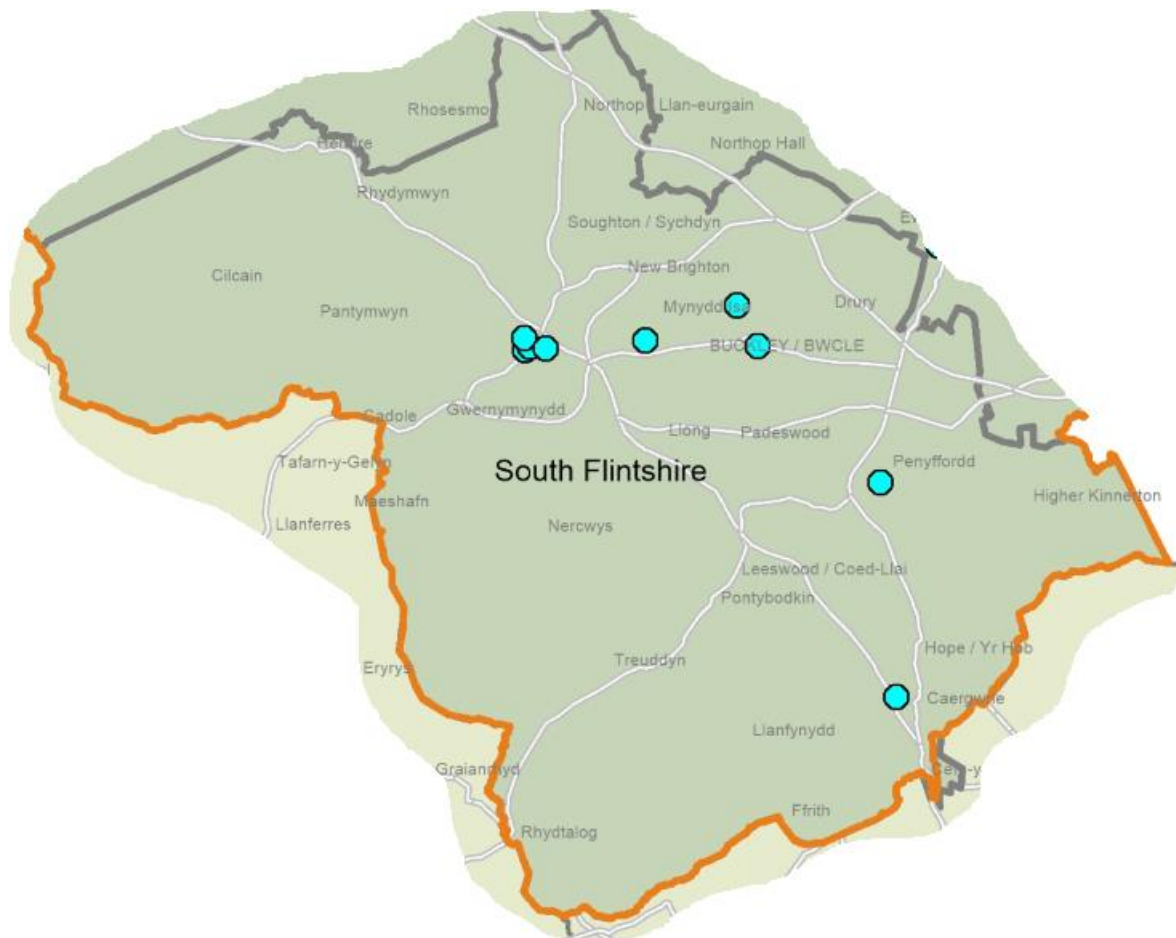 Rhosesmor
Northop / Llan-eurgain
Northop Hall
Rhydymwyn
Soughton / Sychdyn
New Brighton
Cilcain
Pantymwyn
Mynydd Isa
Drury
BUCKLEY / BWCLE
Cadole
Gwernymynydd
Llong
Padeswood
Tafarn-y-Gelyn
South Flintshire
Penyffordd
Maeshafn
Higher Kinnerton
Llanferres
Nercwys
Leeswood / Coed-Llai
Pontybodkin
Eryrys
Treuddyn
Hope / Yr Hob
Caergwrle
Llanfynydd
Graianrhyd
Ffrith
Rhydtalog